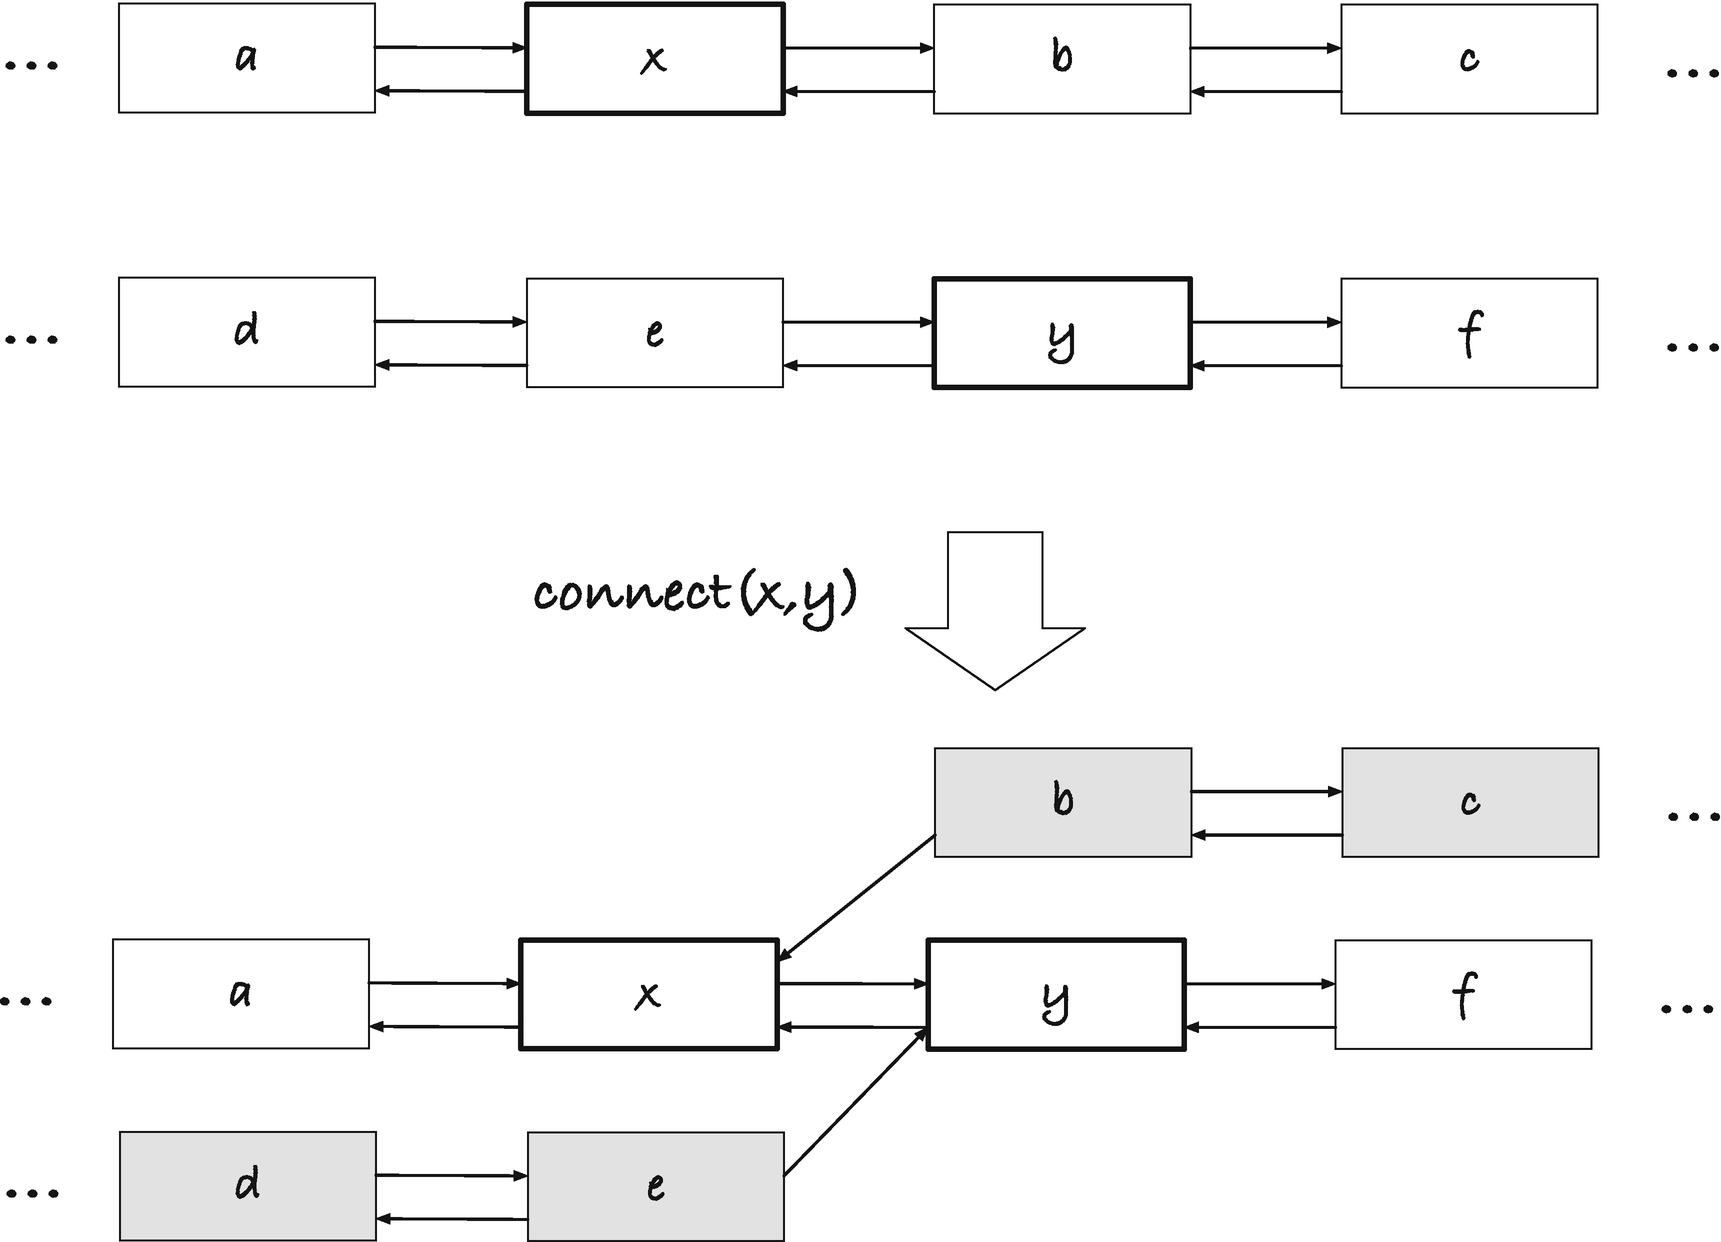 ... a x b c ...
... d e y f ...
connect(x,y)
b c ...
... a x y f ...
... d e